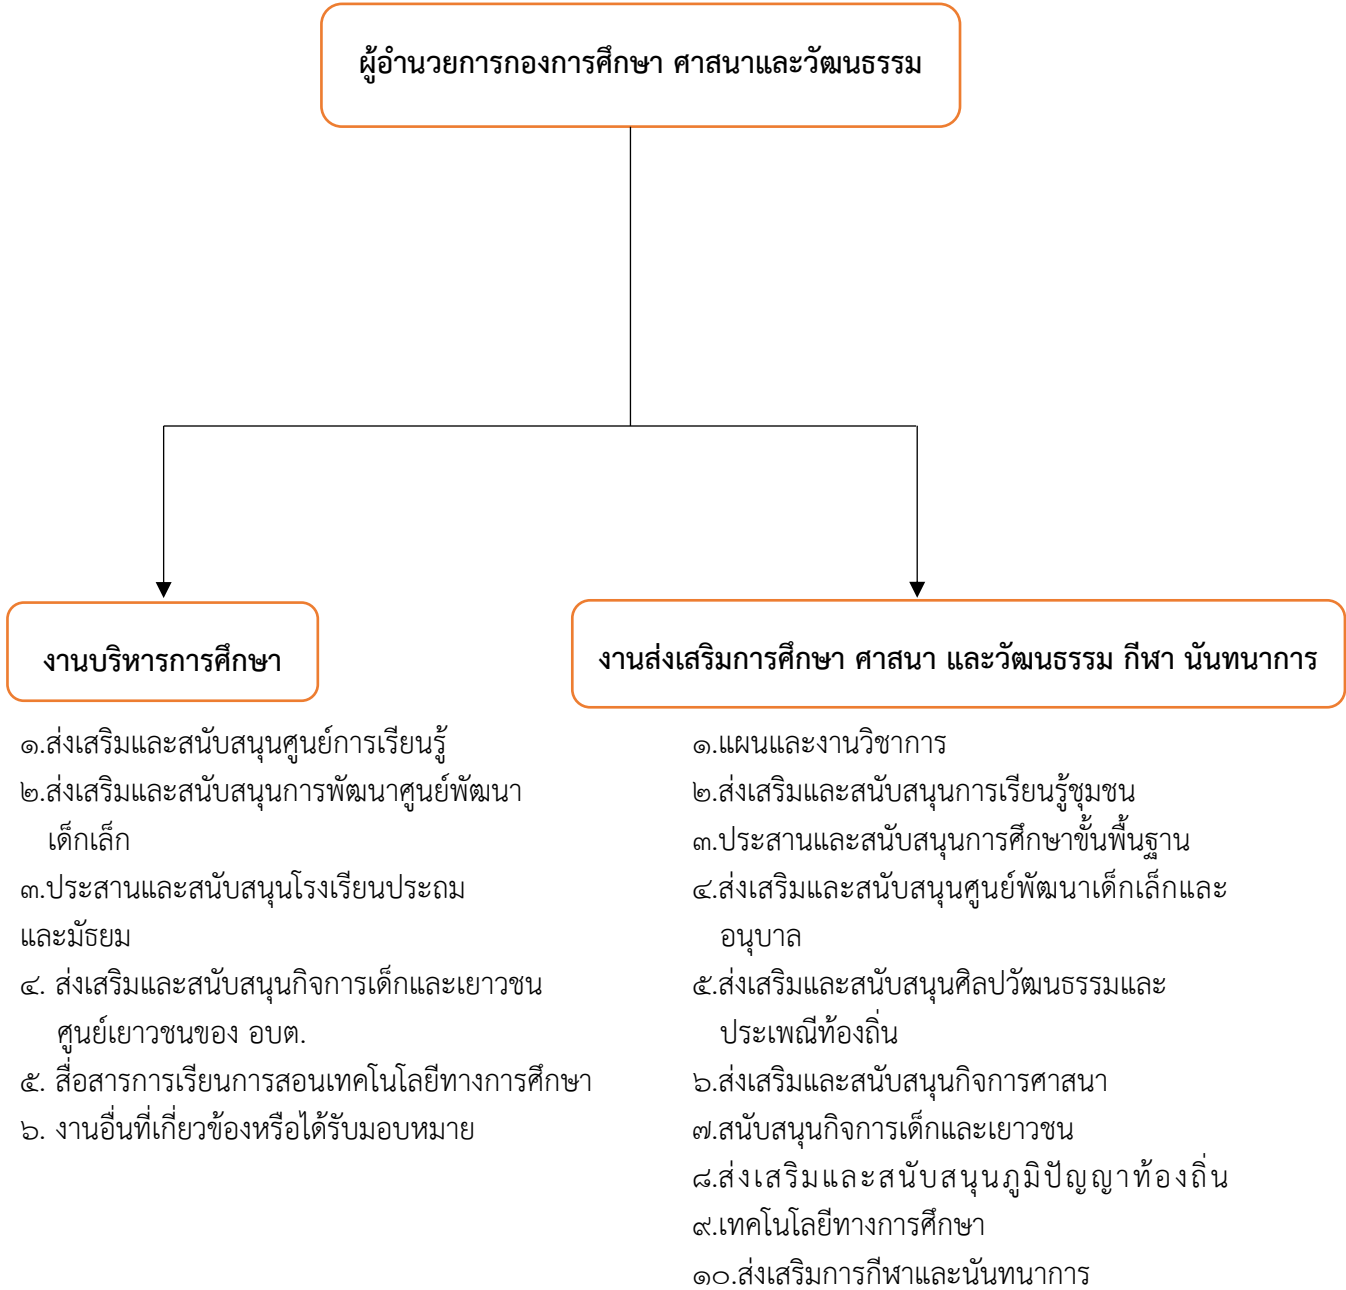 ผู้อำนวยการกองการศึกษา ศาสนาและวัฒนธรรม
งานบริหารการศึกษา
๑.ส่งเสริมและสนับสนุนศูนย์การเรียนรู้
๒.ส่งเสริมและสนับสนุนการพัฒนาศูนย์พัฒนา
เด็กเล็ก
๓.ประสานและสนับสนุนโรงเรียนประถม
และมัธยม
๔. ส่งเสริมและสนับสนุนกิจการเด็กและเยาวชน
ศูนย์เยาวชนของ อบต.
๕. สื่อสารการเรียนการสอนเทคโนโลยีทางการศึกษา
๖. งานอื่นที่เกี่ยวข้องหรือได้รับมอบหมาย
งานส่งเสริมการศึกษา ศาสนา และวัฒนธรรม กีฬา นันทนาการ
๑.แผนและงานวิชาการ
๒.ส่งเสริมและสนับสนุนการเรียนรู้ชุมชน
๓.ประสานและสนับสนุนการศึกษาขั้นพื้นฐาน
๔.ส่งเสริมและสนับสนุนศูนย์พัฒนาเด็กเล็กและ
อนุบาล
๕.ส่งเสริมและสนับสนุนศิลปวัฒนธรรมและ
ประเพณีท้องถิ่น
๖.ส่งเสริมและสนับสนุนกิจการศาสนา
๗.สนับสนุนกิจการเด็กและเยาวชน
๘.ส่งเสริมและสนับสนุนภูมิปัญญาท้องถิ่น
๙.เทคโนโลยีทางการศึกษา
๑๐.ส่งเสริมการกีฬาและนันทนาการ